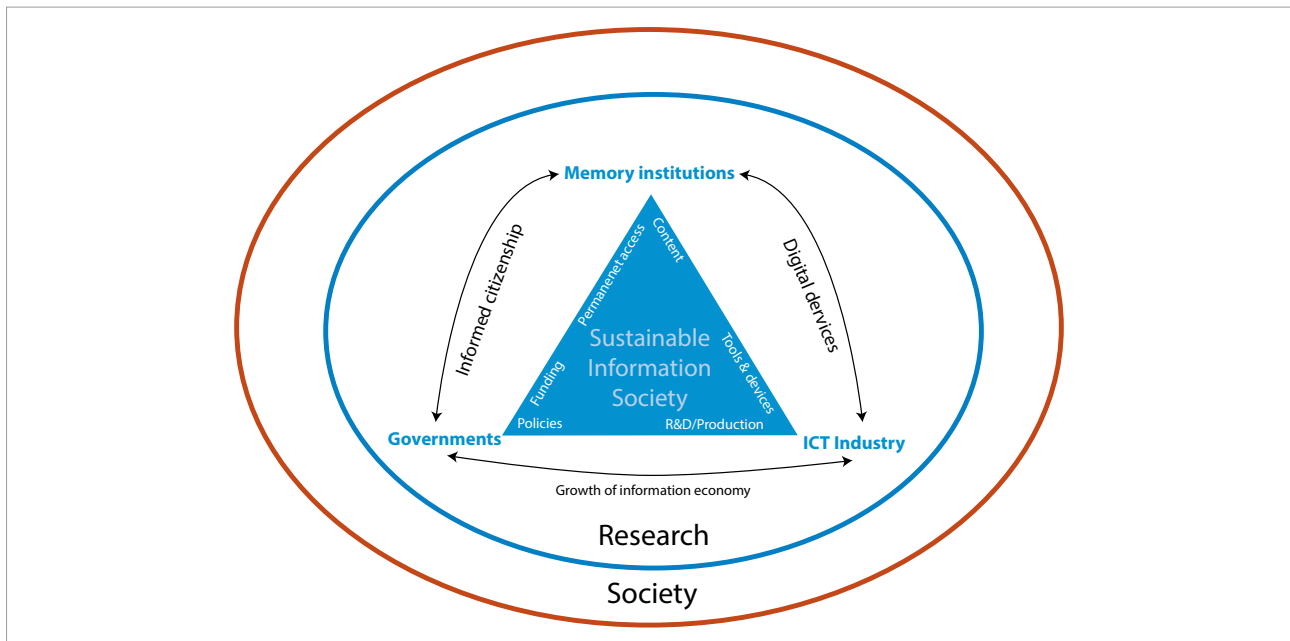 Memory institutions
Informed citizenship
Permanenet access
Content
Digital dervices
Sustainable
Information
Society
Funding
Tools & devices
Policies
R&D/Production
Governments
ICT Industry
Growth of information economy
Research
Society